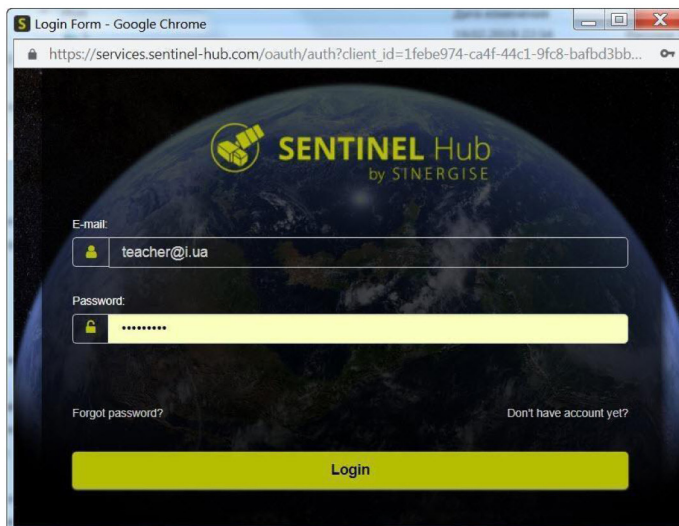 Login Form - Google Chrome
https://services.sentinel-hub.com/oauth/auth?client_id=1febe974-ca4f-44c1-9fc8-bafbd3bb...
SENTINEL Hub
by SINERGISE
E-mail:
teacher@i.ua
Password:
•••••••••
Forgot password?
Don't have account yet?
Login